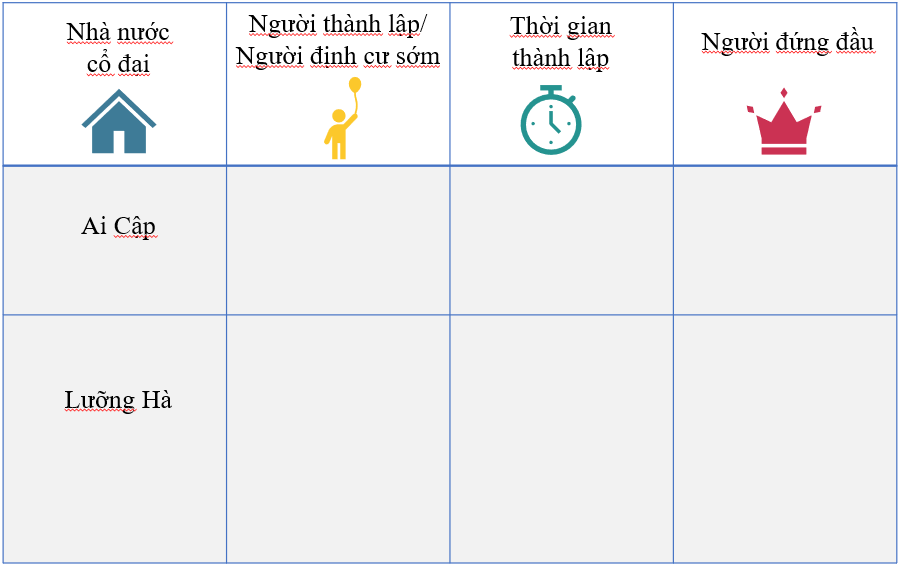 Nhà nước
cổ đại
Người thành lập/
Người định cư sớm
Thời gian
thành lập
Người đứng đầu
Ai Cập
Lưỡng Hà